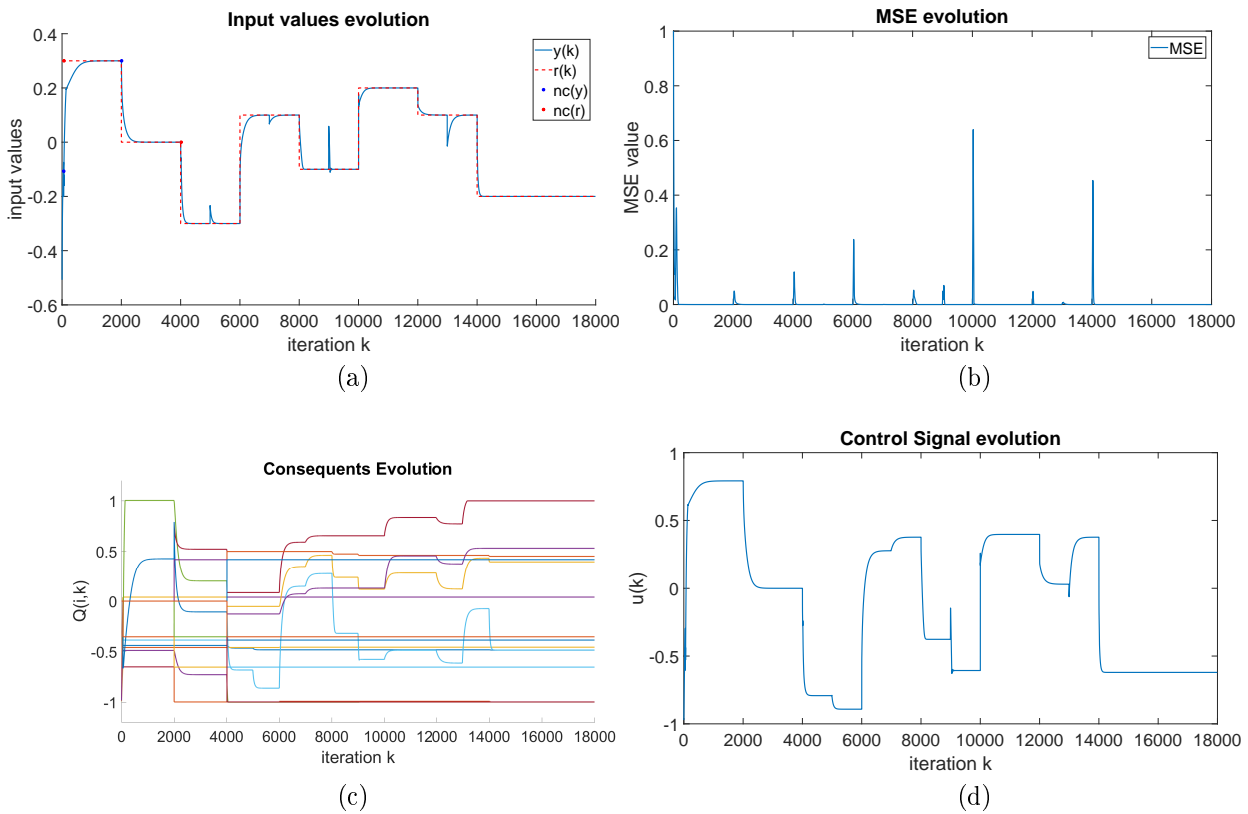 Input values evolution
0.4
0.2
0
-0.2
-0.4
-0.6
input values
y(k)
r(k)
nc(y)
nc(r)
0 2000 4000 6000 8000 10000 12000 14000 16000 18000
iteration k
(a)
MSE evolution
1
0.8
0.6
0.4
0.2
0
MSE value
MSE
0 2000 4000 6000 8000 10000 12000 14000 16000 18000
iteration k
(b)
Consequents Evolution
1
0.5
0
-0.5
-1
Q(i,k)
0 2000 4000 6000 8000 10000 12000 14000 16000 18000
iteration k
(c)
Control Signal evolution
1
0.5
0
-0.5
-1
u(k)
0 2000 4000 6000 8000 10000 12000 14000 16000 18000
iteration k
(d)